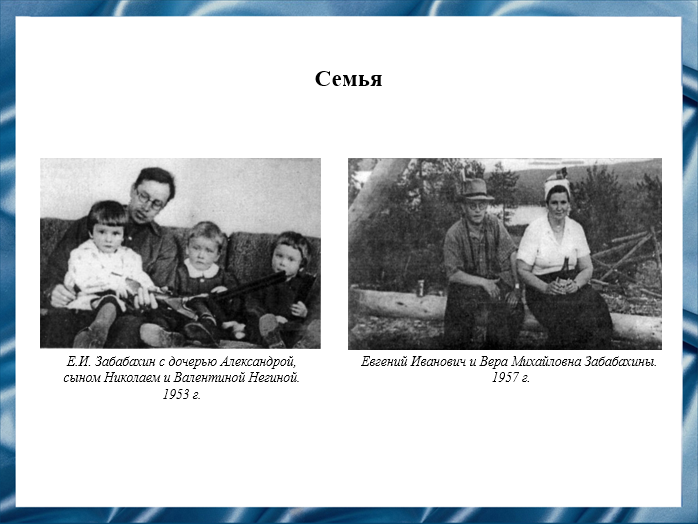 Семья
Е.И. Забабахин с дочерью Александрой,
сыном Николаем и Валентиной Негиной.
1953 г.
Евгений Иванович и Вера Михайловна Забабахины.
1957 г.